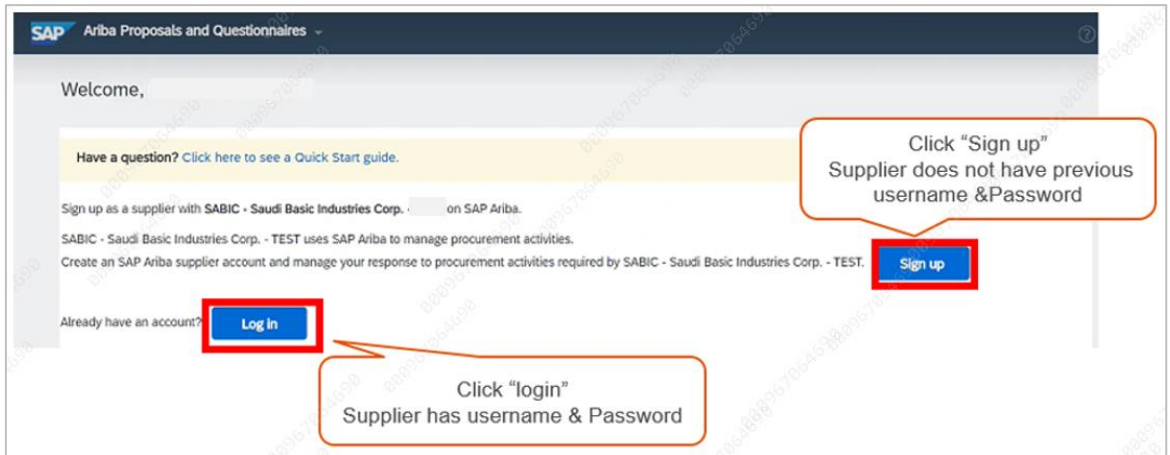 SAP Ariba Proposals and Questionnaires
Welcome,
Have a question? Click here to see a Quick Start guide.
Click "Sign up"
Supplier does not have previous
username &Password
Sign up as a supplier with SABIC - Saudi Basic Industries Corp. - on SAP Ariba.
SABIC - Saudi Basic Industries Corp. - TEST uses SAP Ariba to manage procurement activities.
Create an SAP Ariba supplier account and manage your response to procurement activities required by SABIC - Saudi Basic Industries Corp. - TEST.
Sign up
Already have an account?
Log in
Click "login"
Supplier has username & Password